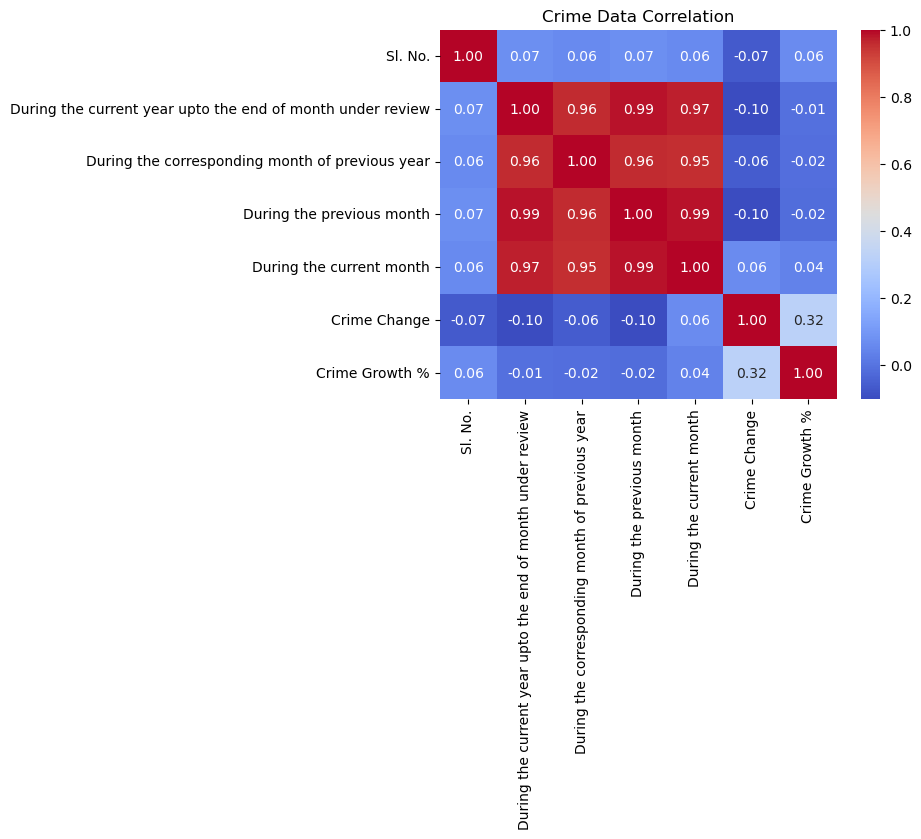 Crime Data Correlation
Sl. No.
1.00 0.07 0.06 0.07 0.06 -0.07 0.06
During the current year upto the end of month under review
0.07 1.00 0.96 0.99 0.97 -0.10 -0.01
During the corresponding month of previous year
0.06 0.96 1.00 0.96 0.95 -0.06 -0.02
During the previous month
0.07 0.99 0.96 1.00 0.99 -0.10 -0.02
During the current month
0.06 0.97 0.95 0.99 1.00 0.06 0.04
Crime Change
-0.07 -0.10 -0.06 -0.10 0.06 1.00 0.32
Crime Growth %
0.06 -0.01 -0.02 -0.02 0.04 0.32 1.00
Sl. No.
During the current year upto the end of month under review
During the corresponding month of previous year
During the previous month
During the current month
Crime Change
Crime Growth %
1.0
0.8
0.6
0.4
0.2
0.0